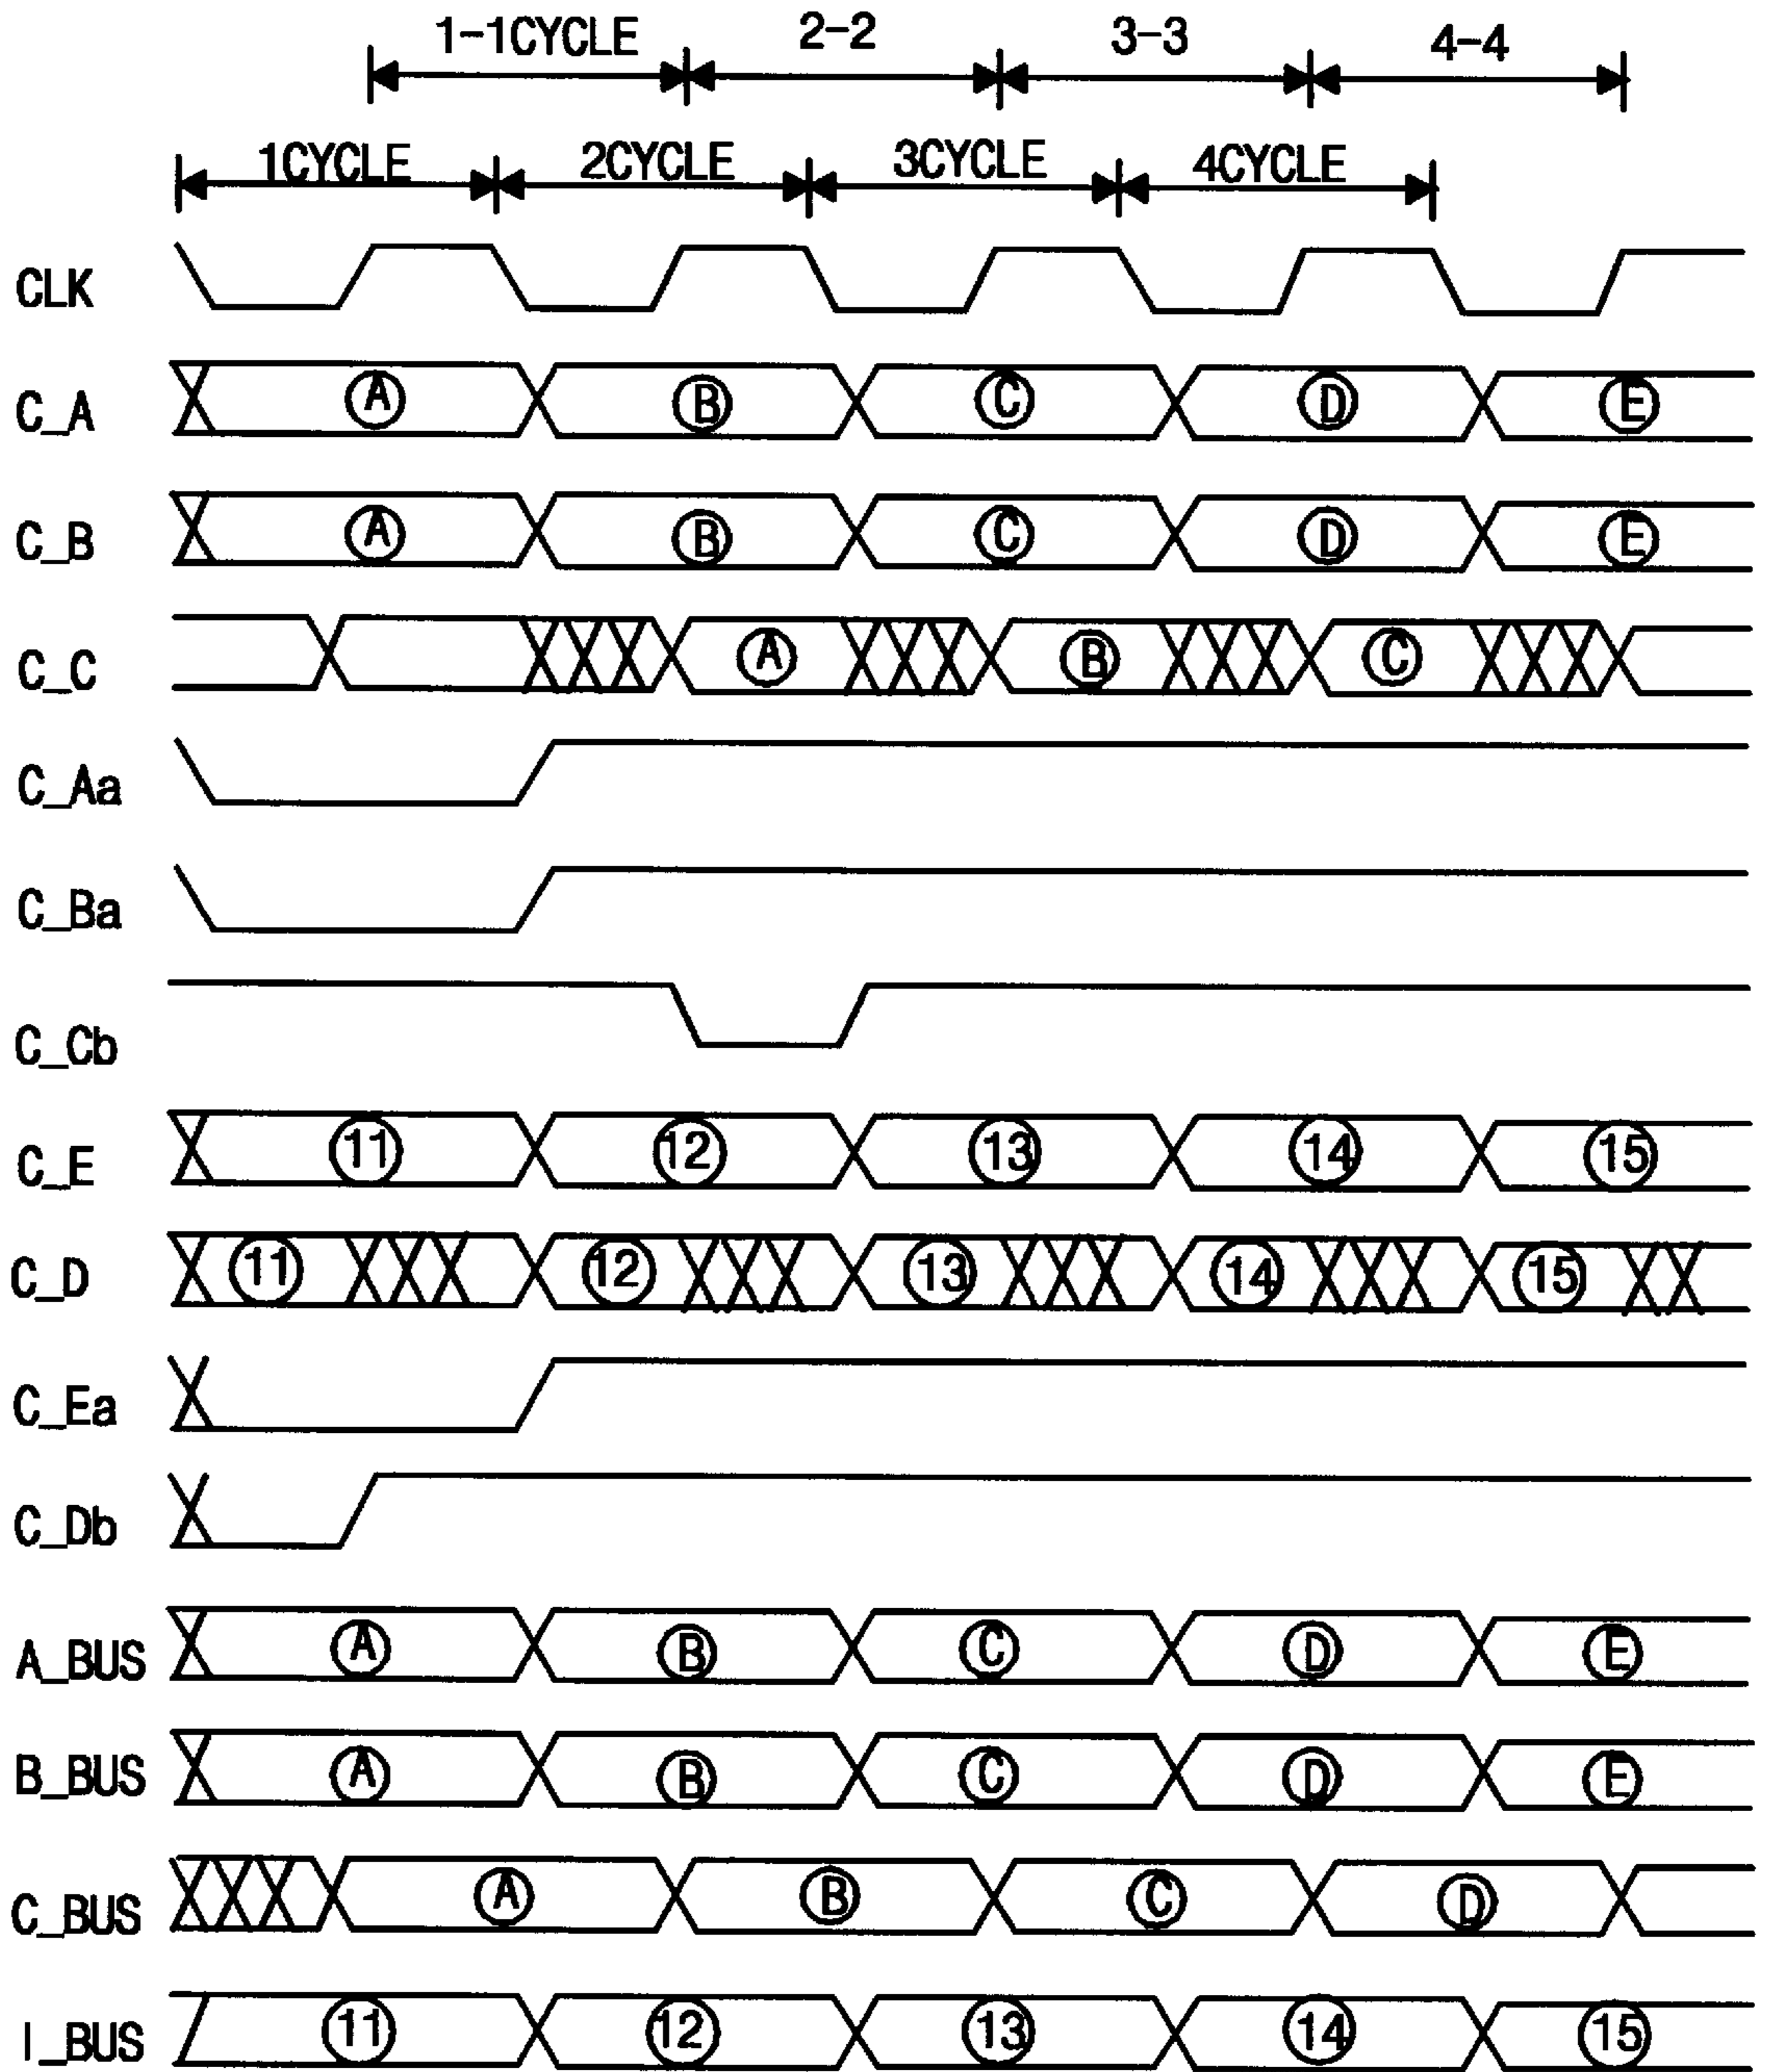 1-1CYCLE 2-2 3-3 4-4
1CYCLE 2CYCLE 3CYCLE 4CYCLE
CLK
C_A A B C D E
C_B A B C D E
C_C A B C
C_Aa
C_Ba
C_Cb
C_E 11 12 13 14 15
C_D 11 12 13 14 15
C_Ea
C_Db
A_BUS A B C D E
B_BUS A B C D E
C_BUS A B C D
I_BUS 11 12 13 14 15